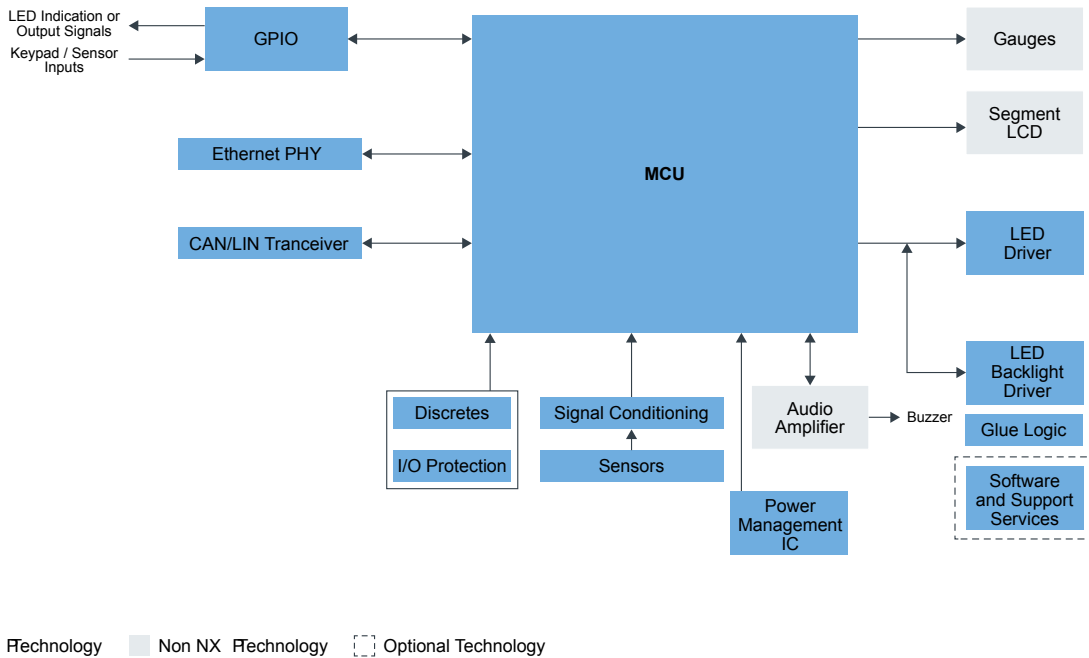 LED Indication or
Output Signals
Keypad / Sensor
Inputs
GPIO
Ethernet PHY
CAN/LIN Tranceiver
MCU
Gauges
Segment
LCD
LED
Driver
LED
Backlight
Driver
Glue Logic
Software
and Support
Services
Discretes
I/O Protection
Signal Conditioning
Sensors
Power
Management
IC
Audio
Amplifier
Buzzer
PTechnology
Non NX PTechnology
Optional Technology